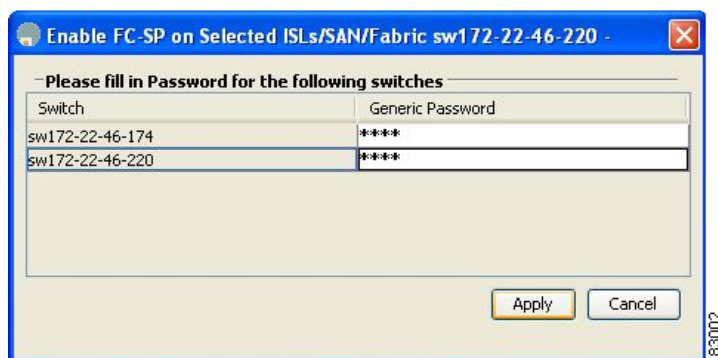 Enable FC-SP on Selected ISLs/SAN/Fabric sw172-22-46-220 -
Please fill in Password for the following switches
Switch Generic Password
sw172-22-46-174 ****
sw172-22-46-220 ****
Apply Cancel
83002